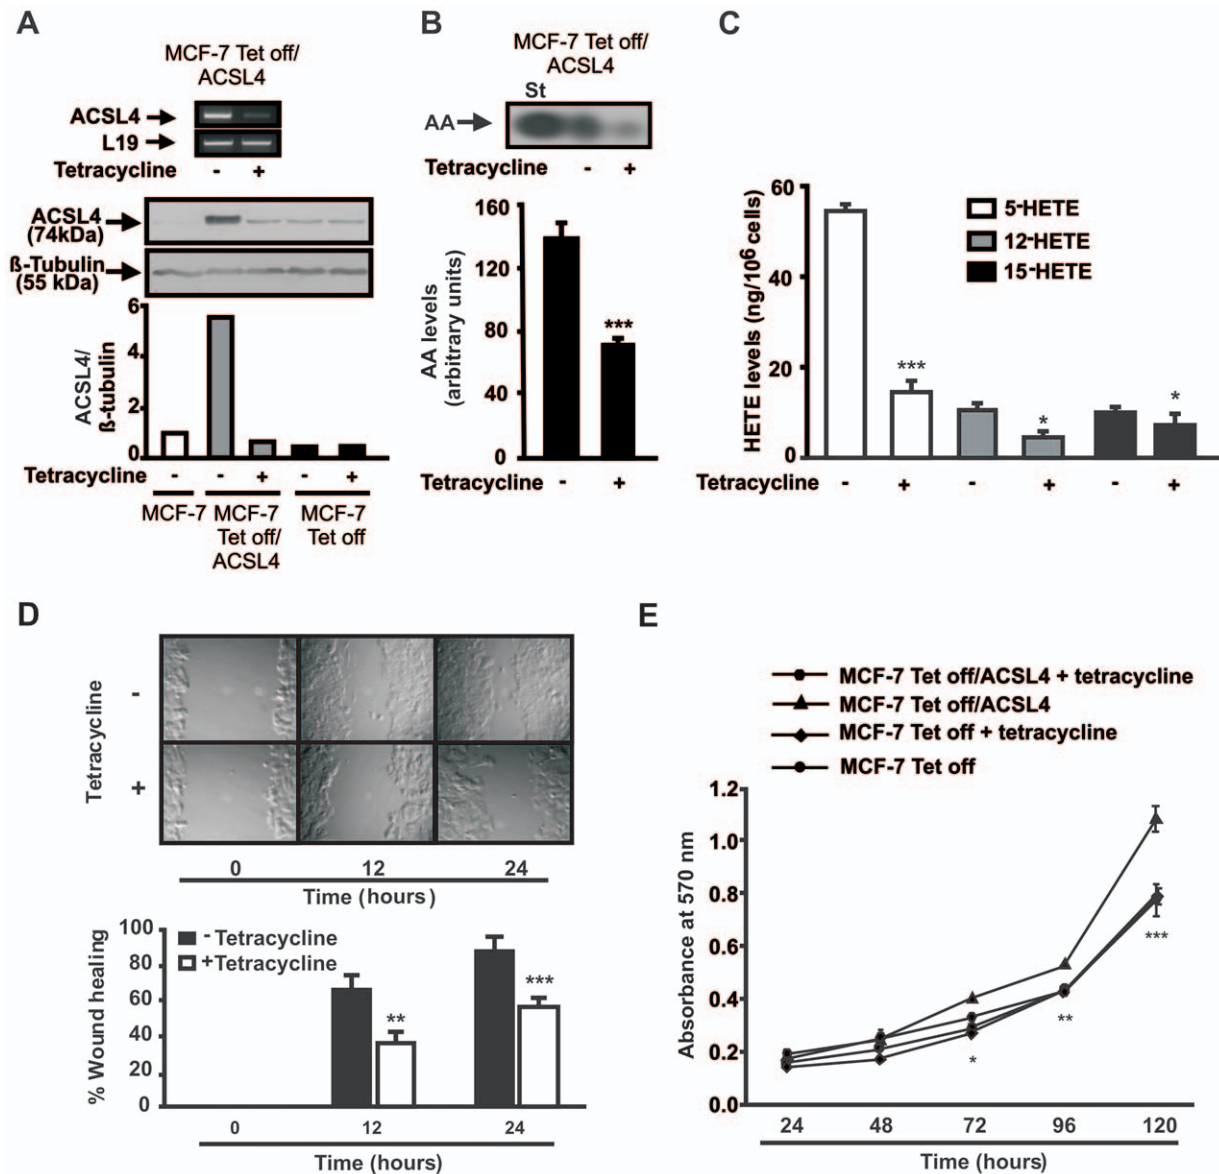 A
MCF-7 Tet off/
ACSL4
ACSL4
L19
Tetracycline - +
ACSL4
(74kDa)
ß-Tubulin
(55 kDa)
6
4
2
0
ACSL4/
ß-tubulin
Tetracycline - - + - +
MCF-7 MCF-7 Tet off/ ACSL4 MCF-7 Tet off
B
MCF-7 Tet off/
ACSL4
St
AA
Tetracycline - +
160
120
80
40
0
AA levels
(arbitrary units)
***
Tetracycline - +
C
60
40
20
0
HETE levels (ng/10⁶ cells)
5-HETE
12-HETE
15-HETE
***
*
*
Tetracycline - + - + - +
D
Tetracycline
-
+
0 12 24
Time (hours)
100
80
60
40
20
0
% Wound healing
- Tetracycline
+Tetracycline
**
***
0 12 24
Time (hours)
E
MCF-7 Tet off/ACSL4 + tetracycline
MCF-7 Tet off/ACSL4
MCF-7 Tet off + tetracycline
MCF-7 Tet off
1.2
1.0
0.8
0.6
0.4
0.2
0.0
Absorbance at 570 nm
*
**
***
24 48 72 96 120
Time (hours)